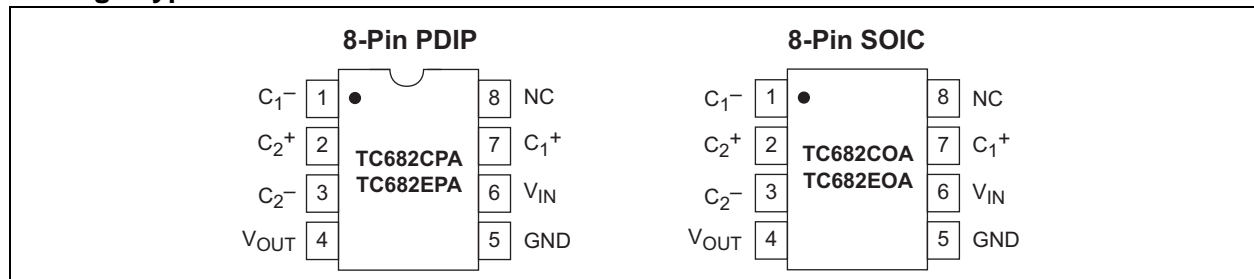 8-Pin PDIP
C1– 1 8 NC
C2+ 2 7 C1+
C2– 3 6 VIN
VOUT 4 5 GND
TC682CPA
TC682EPA
8-Pin SOIC
C1– 1 8 NC
C2+ 2 7 C1+
C2– 3 6 VIN
VOUT 4 5 GND
TC682COA
TC682EOA